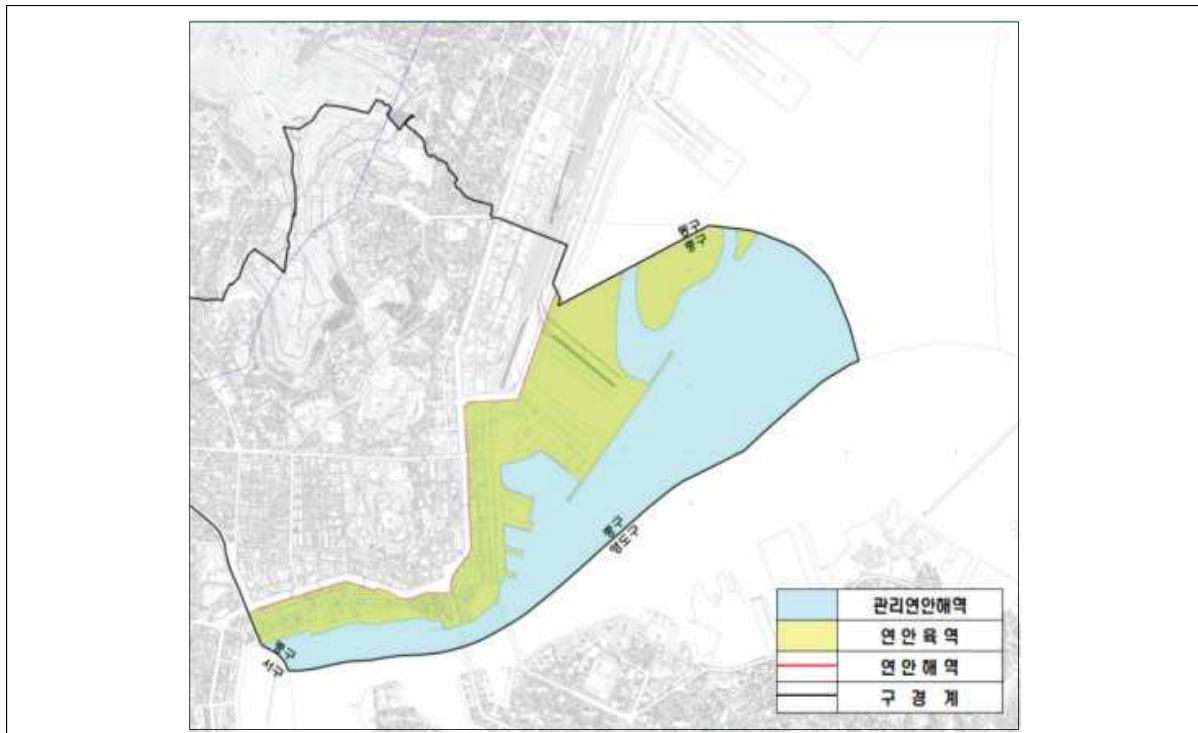 동구
중구
중구
영도구
중구
서구
관리연안해역
연 안 육 역
연 안 해 역
구 경 계